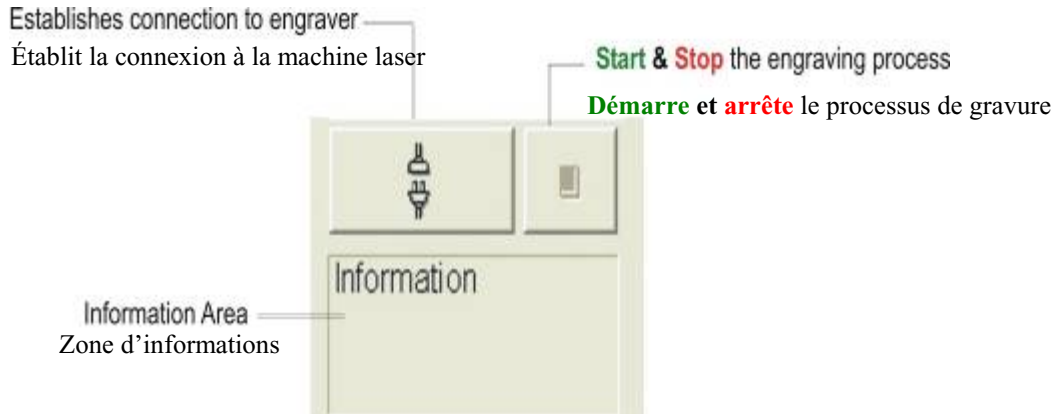 Establishes connection to engraver
Établit la connexion à la machine laser
Start & Stop the engraving process
Démarre et arrête le processus de gravure
Information
Information Area
Zone d’informations